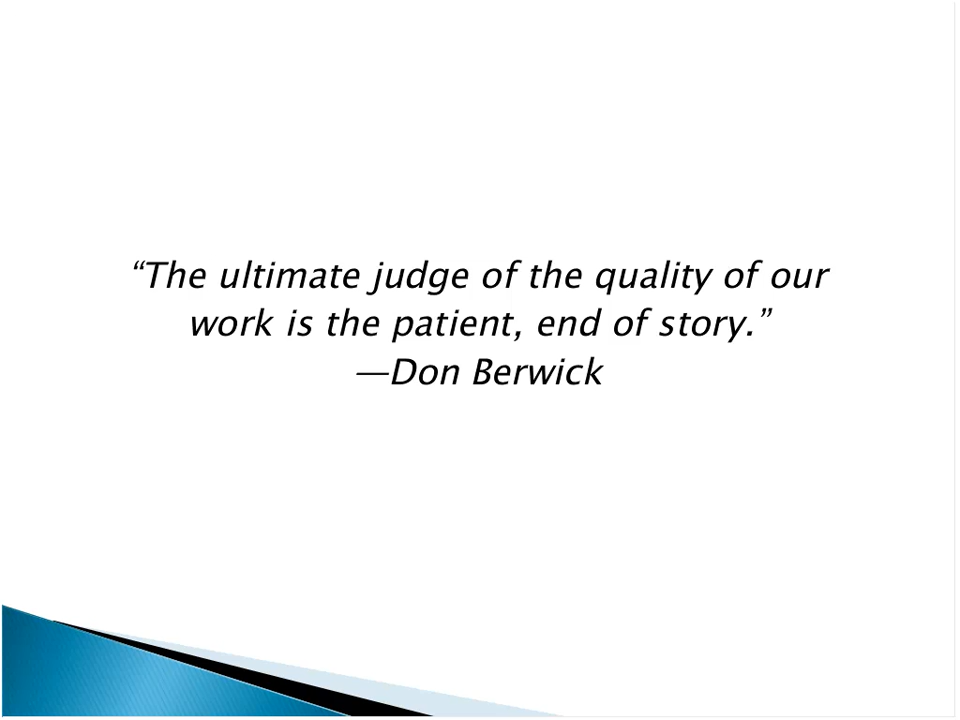 “The ultimate judge of the quality of our
work is the patient, end of story.”
—Don Berwick